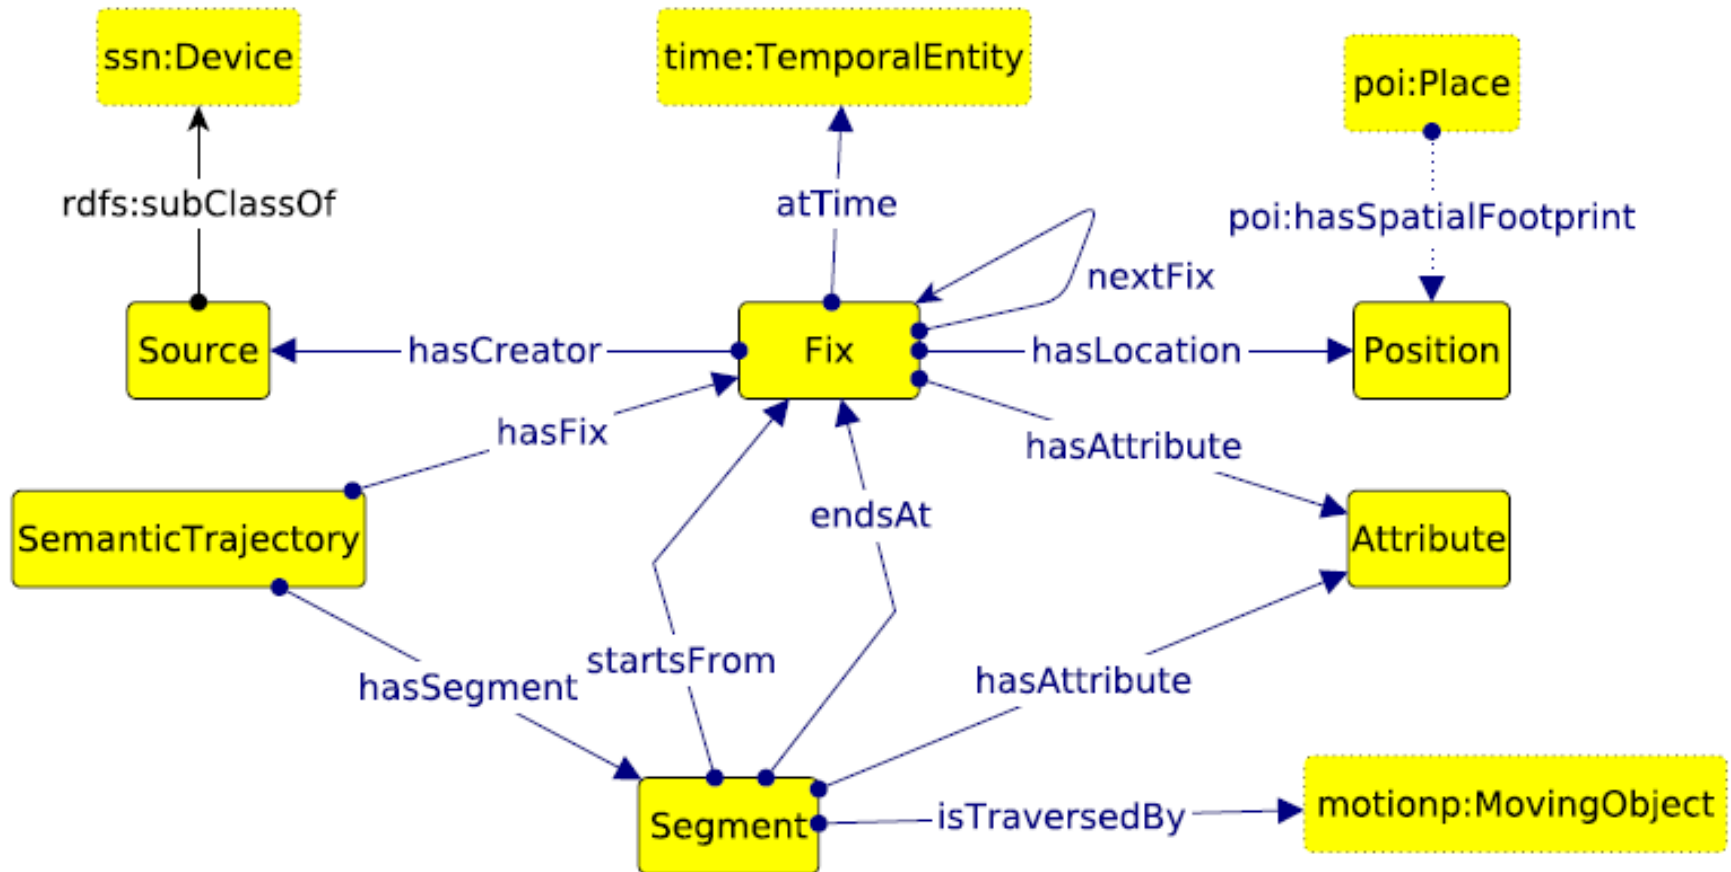 ssn:Device
time:TemporalEntity
poi:Place
rdfs:subClassOf
atTime
poi:hasSpatialFootprint
nextFix
Source
hasCreator
Fix
hasLocation
Position
hasFix
hasAttribute
endsAt
SemanticTrajectory
Attribute
startsFrom
hasSegment
hasAttribute
motionp:MovingObject
isTraversedBy
Segment